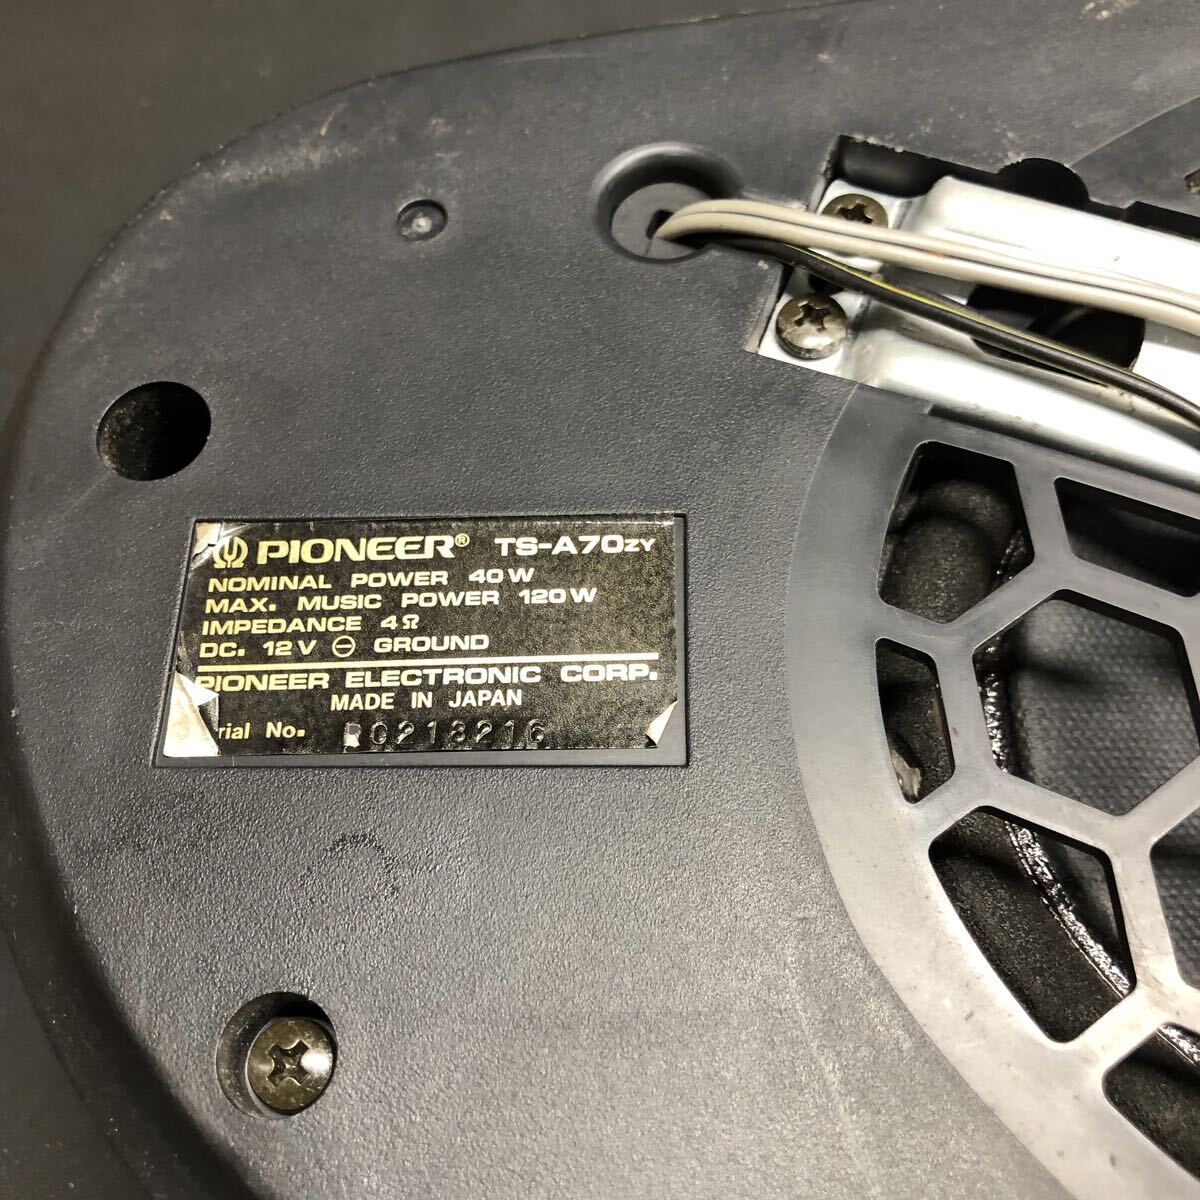 PIONEER® TS-A70ZY
NOMINAL POWER 40W
MAX. MUSIC POWER 120W
IMPEDANCE 4Ω
DC. 12V ⊖ GROUND
PIONEER ELECTRONIC CORP.
MADE IN JAPAN
rial No. 0213216